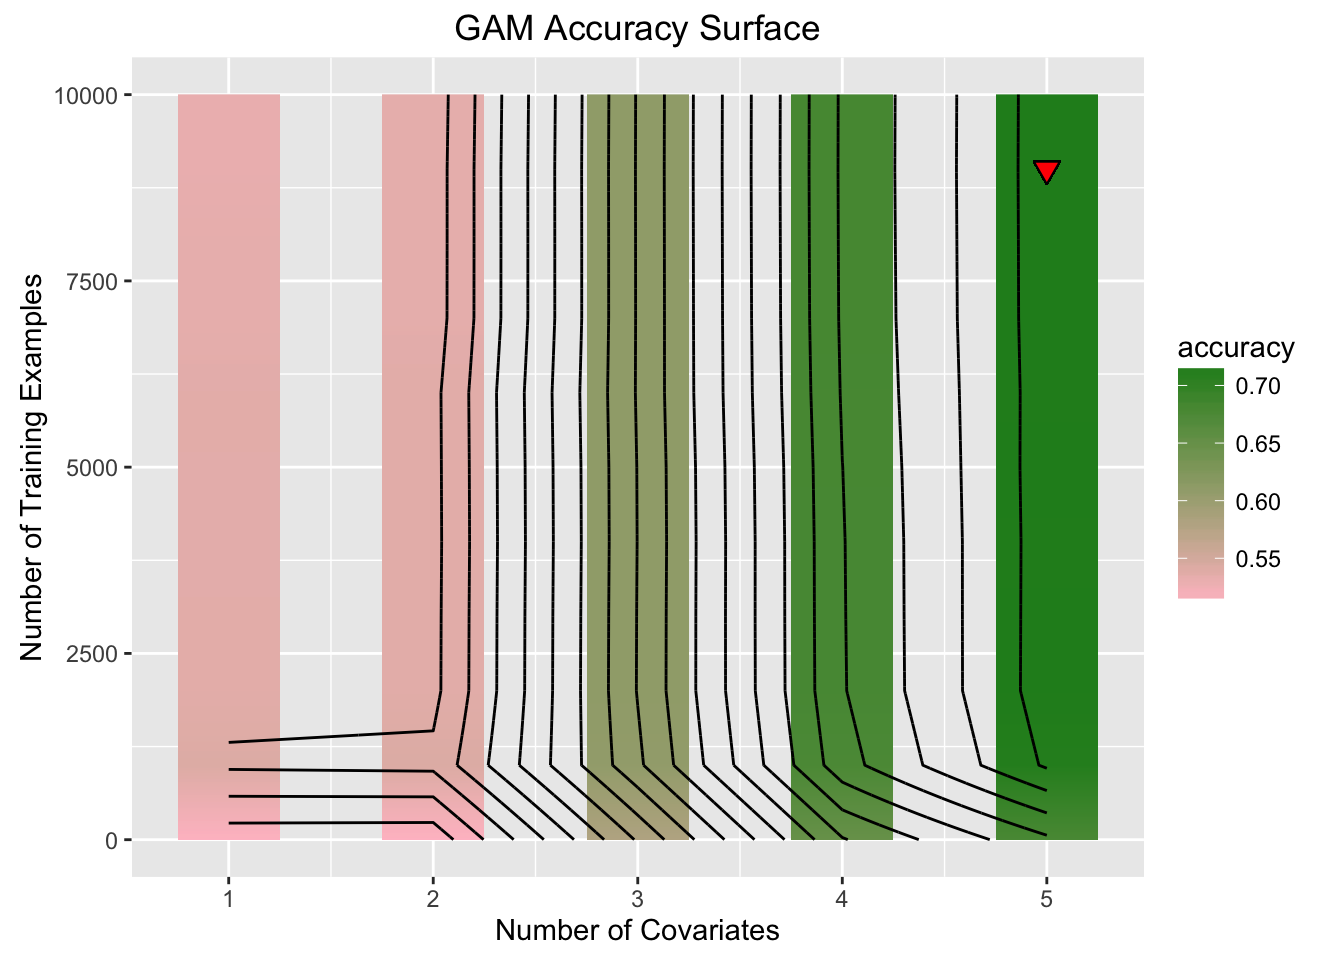 GAM Accuracy Surface
Number of Training Examples
10000
7500
5000
2500
0
1 2 3 4 5
Number of Covariates
accuracy
0.70
0.65
0.60
0.55